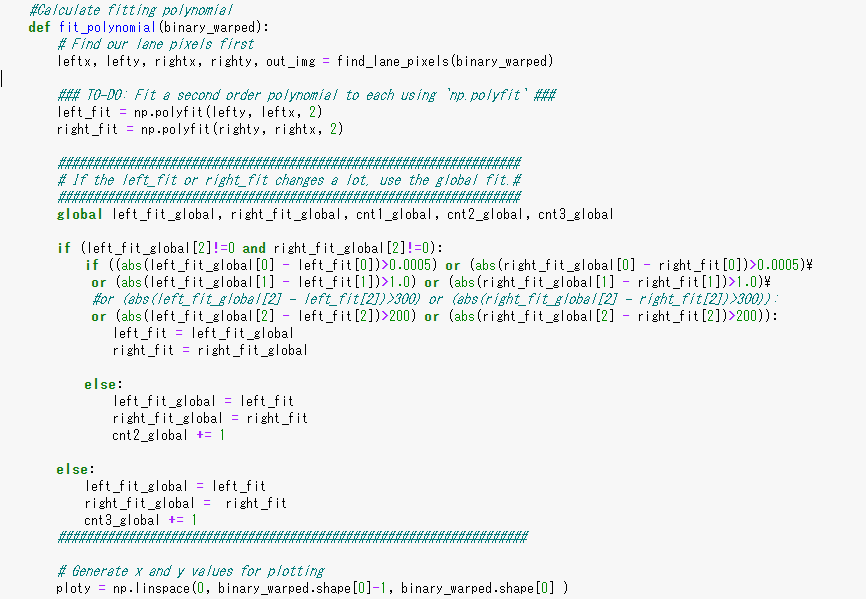 #Calculate fitting polynomial
def fit_polynomial(binary_warped):
    # Find our lane pixels first
    leftx, lefty, rightx, righty, out_img = find_lane_pixels(binary_warped)

    ### TO-DO: Fit a second order polynomial to each using `np.polyfit` ###
    left_fit = np.polyfit(lefty, leftx, 2)
    right_fit = np.polyfit(righty, rightx, 2)

    ##################################################################
    # If the left_fit or right_fit changes a lot, use the global fit.#
    ##################################################################
    global left_fit_global, right_fit_global, cnt1_global, cnt2_global, cnt3_global

    if (left_fit_global[2]!=0 and right_fit_global[2]!=0):
        if ((abs(left_fit_global[0] - left_fit[0])>0.0005) or (abs(right_fit_global[0] - right_fit[0])>0.0005)¥
         or (abs(left_fit_global[1] - left_fit[1])>1.0) or (abs(right_fit_global[1] - right_fit[1])>1.0)¥
         #or (abs(left_fit_global[2] - left_fit[2])>300) or (abs(right_fit_global[2] - right_fit[2])>300)):
         or (abs(left_fit_global[2] - left_fit[2])>200) or (abs(right_fit_global[2] - right_fit[2])>200)):
            left_fit = left_fit_global
            right_fit = right_fit_global

        else:
            left_fit_global = left_fit
            right_fit_global = right_fit
            cnt2_global += 1

    else:
        left_fit_global = left_fit
        right_fit_global =  right_fit
        cnt3_global += 1
    ###################################################################

    # Generate x and y values for plotting
    ploty = np.linspace(0, binary_warped.shape[0]-1, binary_warped.shape[0] )